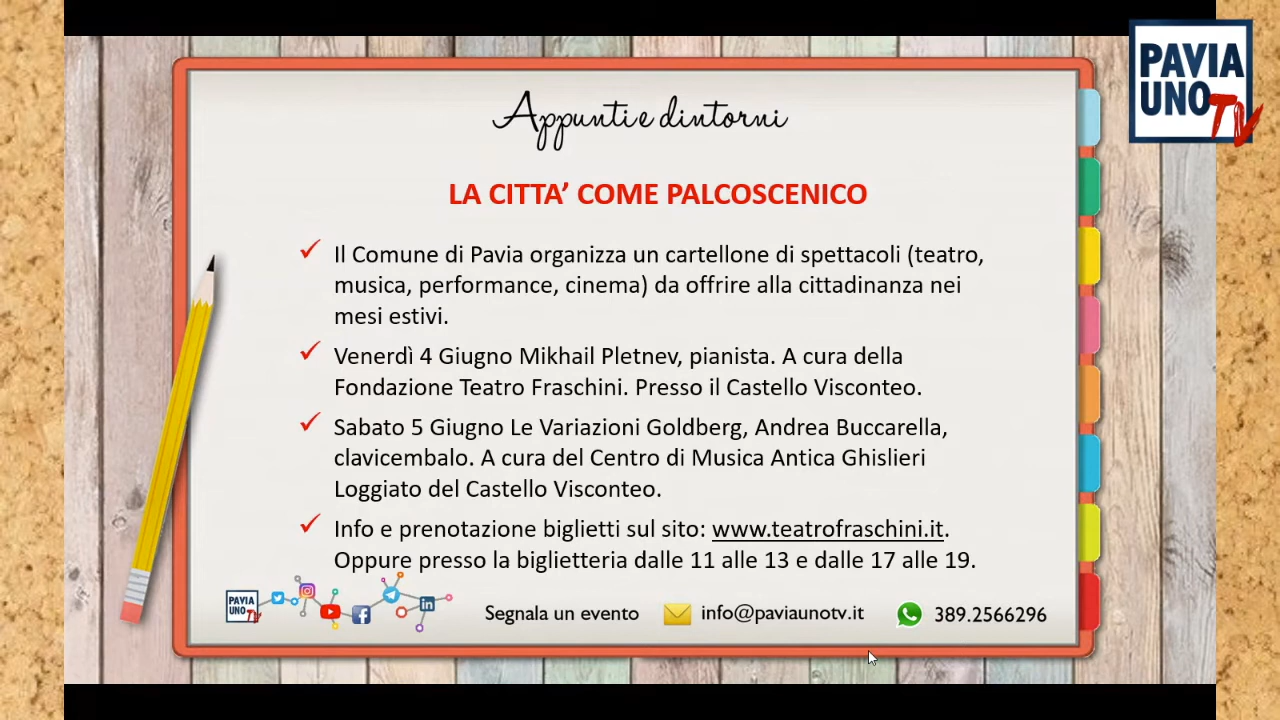 PAVIA
UNO TV
Appunti e dintorni
LA CITTA’ COME PALCOSCENICO
Il Comune di Pavia organizza un cartellone di spettacoli (teatro,
musica, performance, cinema) da offrire alla cittadinanza nei
mesi estivi.
Venerdì 4 Giugno Mikhail Pletnev, pianista. A cura della
Fondazione Teatro Fraschini. Presso il Castello Visconteo.
Sabato 5 Giugno Le Variazioni Goldberg, Andrea Buccarella,
clavicembalo. A cura del Centro di Musica Antica Ghislieri
Loggiato del Castello Visconteo.
Info e prenotazione biglietti sul sito: www.teatrofraschini.it.
Oppure presso la biglietteria dalle 11 alle 13 e dalle 17 alle 19.
PAVIA
UNO TV
Segnala un evento info@paviaunotv.it 389.2566296